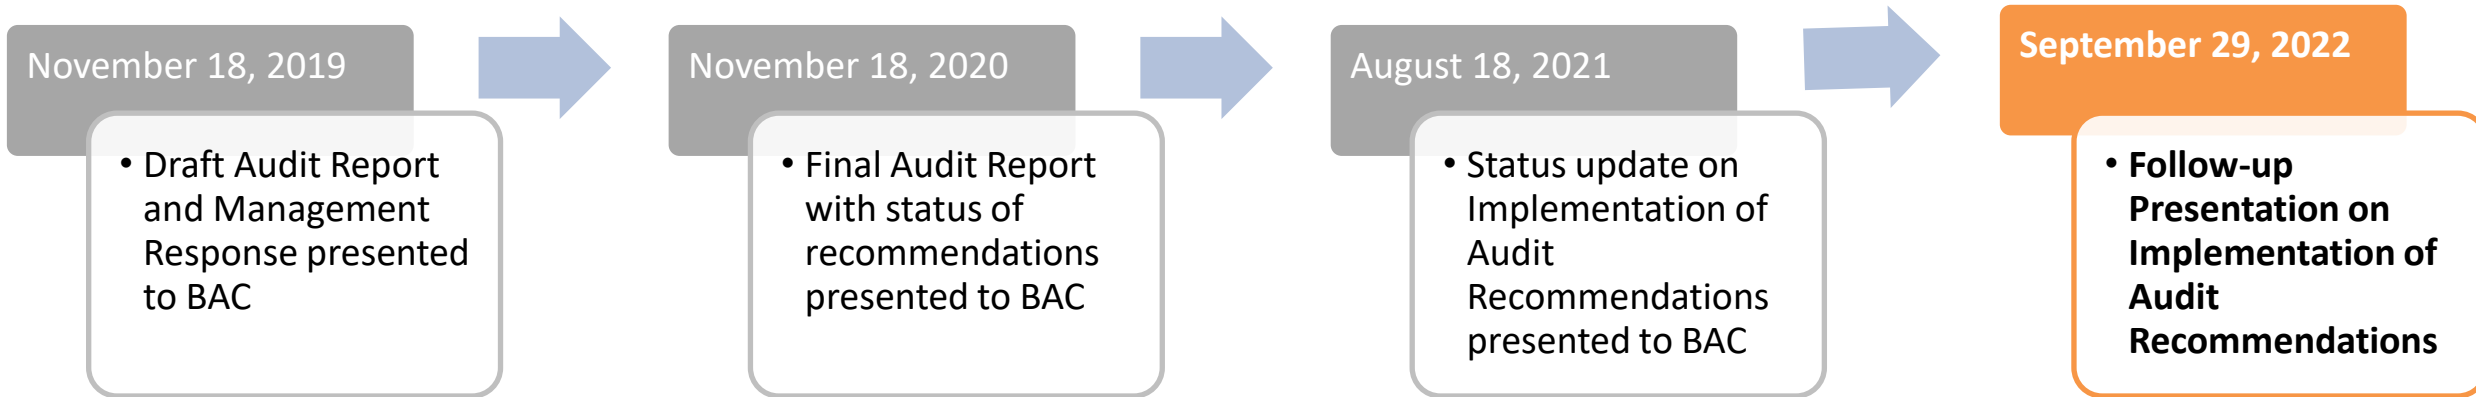 November 18, 2019
• Draft Audit Report
and Management
Response presented
to BAC
November 18, 2020
• Final Audit Report
with status of
recommendations
presented to BAC
August 18, 2021
• Status update on
Implementation of
Audit
Recommendations
presented to BAC
September 29, 2022
• Follow-up
Presentation on
Implementation of
Audit
Recommendations